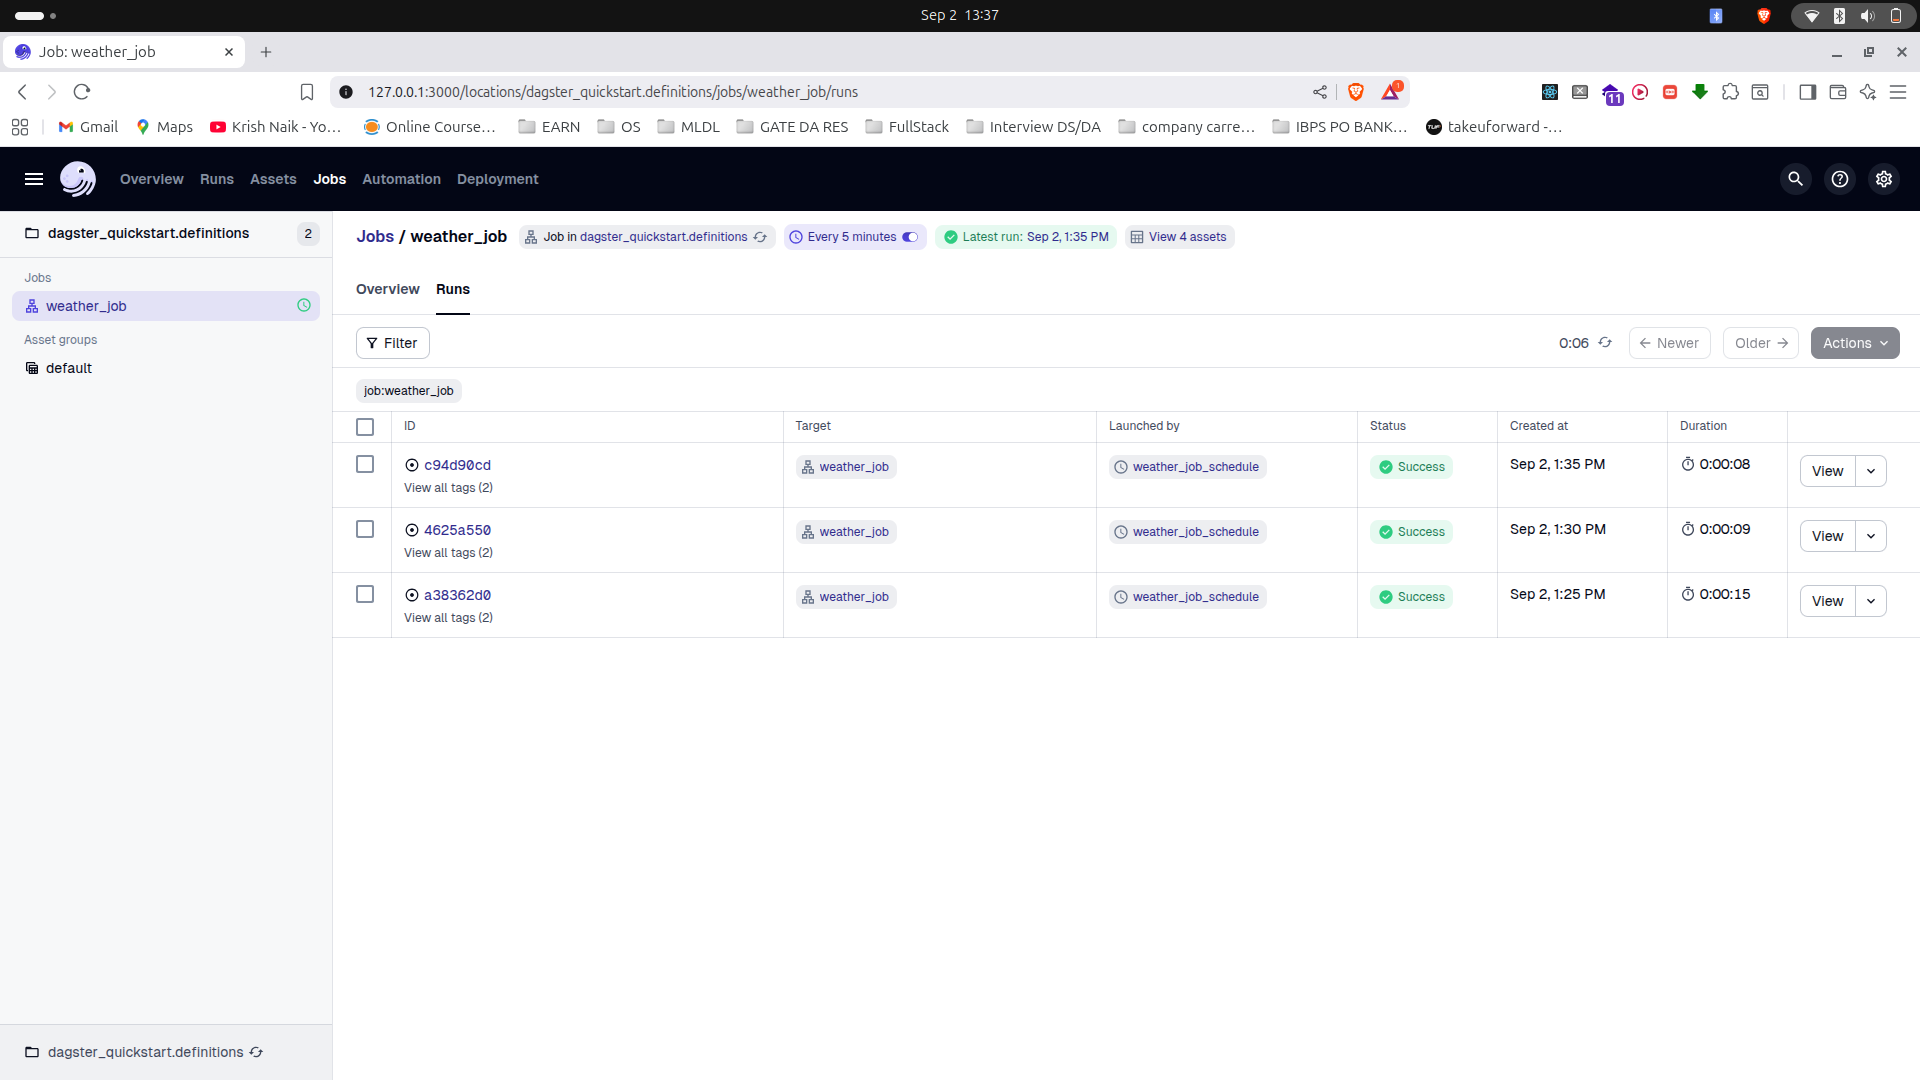 Sep 2 13:37
Job: weather_job
127.0.0.1:3000/locations/dagster_quickstart.definitions/jobs/weather_job/runs
1
11
Gmail Maps Krish Naik - Yo... Online Course... EARN OS MLDL GATE DA RES FullStack Interview DS/DA company carre... IBPS PO BANK... takeuforward -...
Overview Runs Assets Jobs Automation Deployment
dagster_quickstart.definitions 2
Jobs
weather_job
Asset groups
default
dagster_quickstart.definitions
Jobs / weather_job Job in dagster_quickstart.definitions Every 5 minutes Latest run: Sep 2, 1:35 PM View 4 assets
Overview Runs
Filter 0:06 Newer Older Actions
job:weather_job
ID Target Launched by Status Created at Duration
c94d90cd weather_job weather_job_schedule Success Sep 2, 1:35 PM 0:00:08 View
View all tags (2)
4625a550 weather_job weather_job_schedule Success Sep 2, 1:30 PM 0:00:09 View
View all tags (2)
a38362d0 weather_job weather_job_schedule Success Sep 2, 1:25 PM 0:00:15 View
View all tags (2)